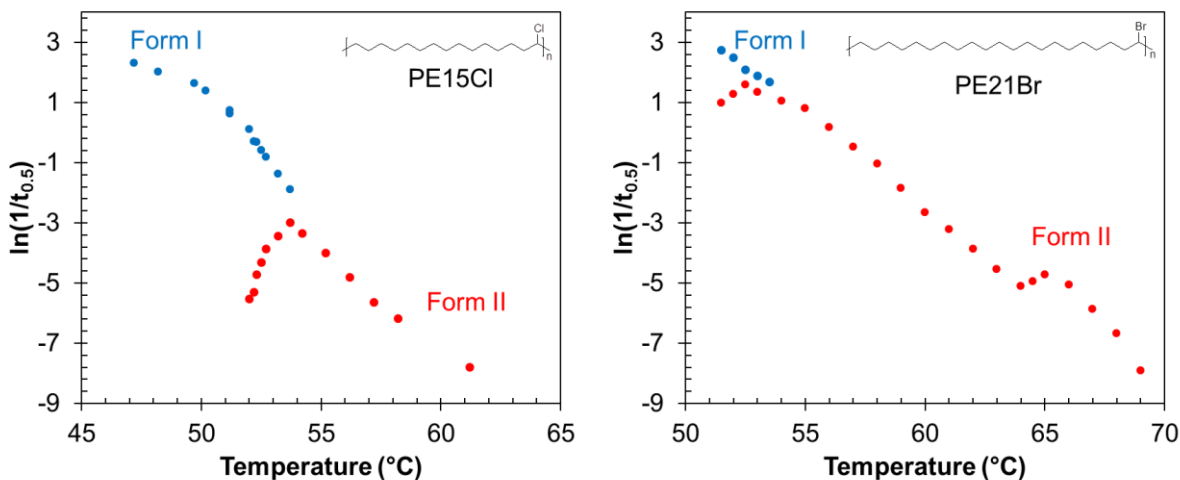 Form I
Cl
n
PE15Cl
Form II
ln(1/t0.5)
3
1
-1
-3
-5
-7
-9
45
50
55
60
65
Temperature (°C)
Form I
Br
n
PE21Br
Form II
ln(1/t0.5)
3
1
-1
-3
-5
-7
-9
50
55
60
65
70
Temperature (°C)